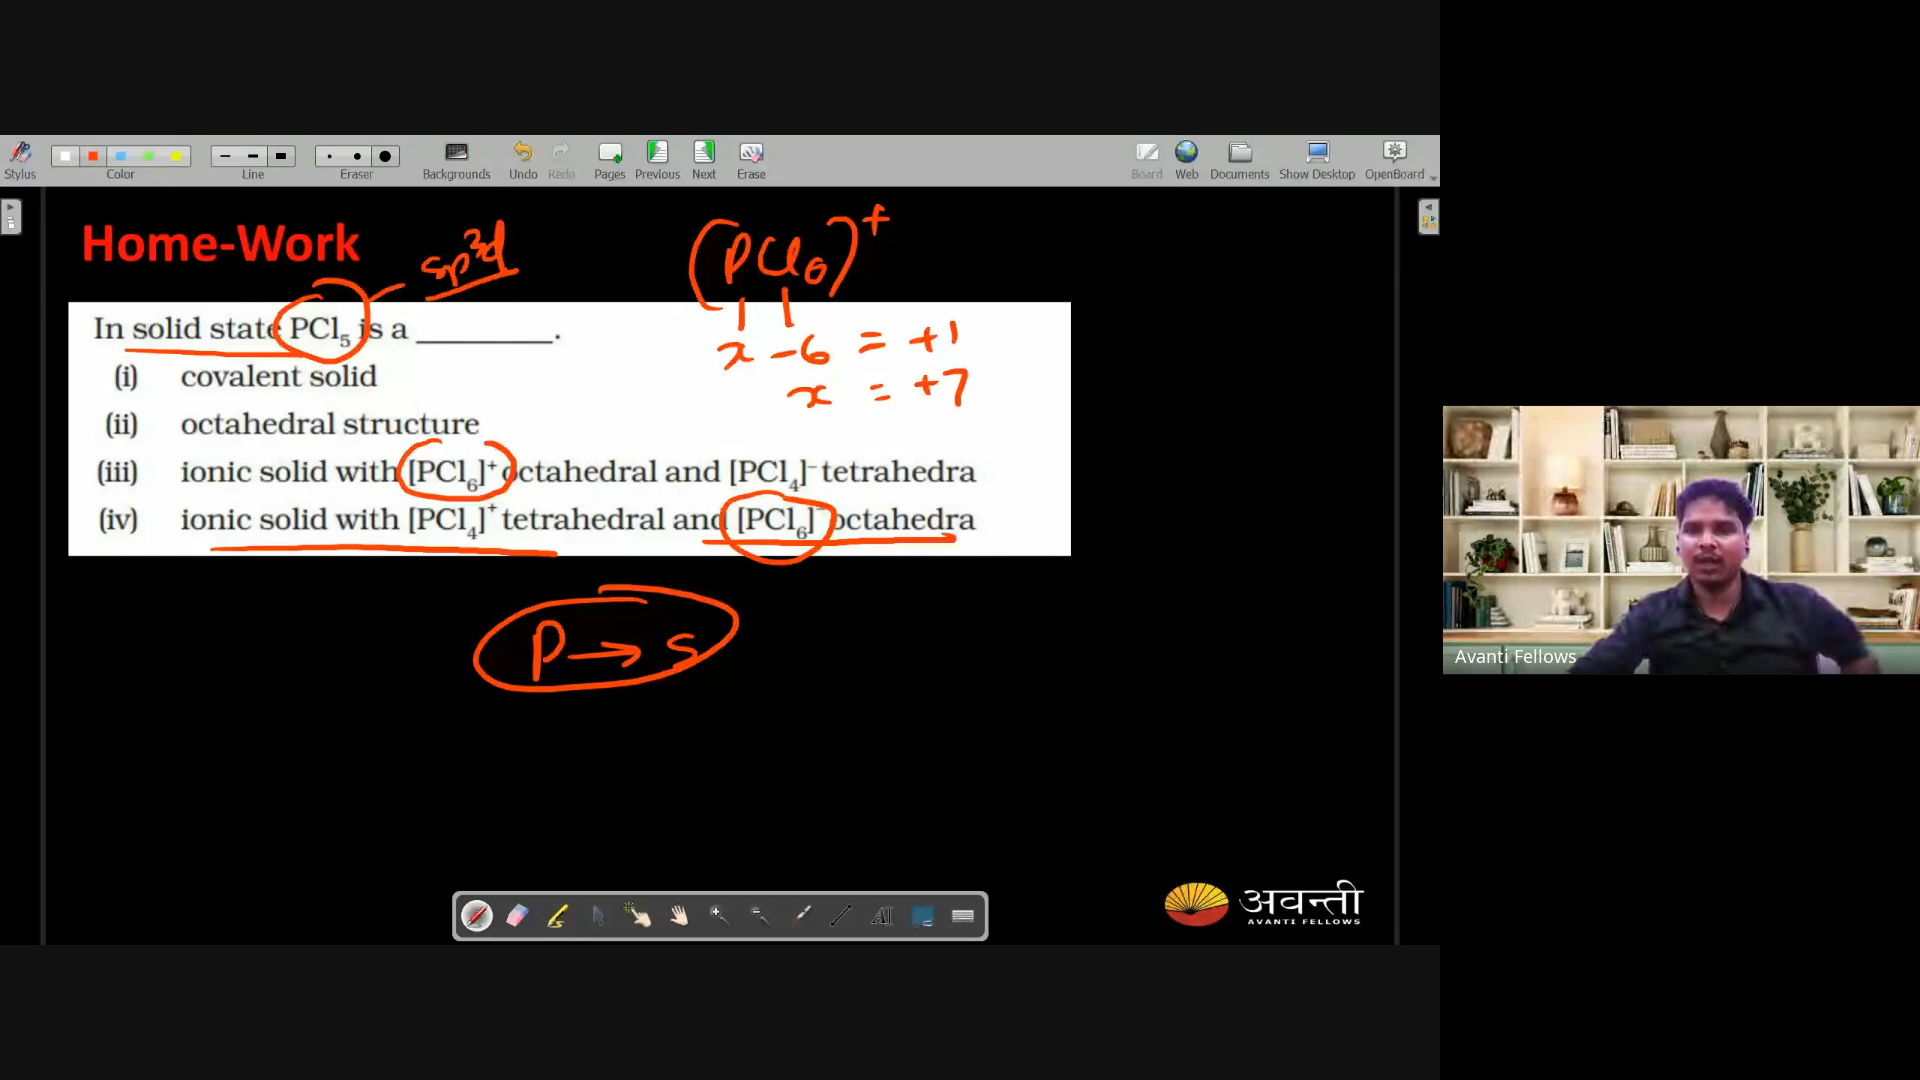 Stylus
Color
Line
Eraser
Backgrounds
Undo
Redo
Pages
Previous
Next
Erase
Board
Web
Documents
Show Desktop
OpenBoard
Home-Work
sp³d
(PCl₆)⁺
x - 6 = +1
x = +7
In solid state PCl₅ is a ________.
(i) covalent solid
(ii) octahedral structure
(iii) ionic solid with [PCl₆]⁺ octahedral and [PCl₄]⁻ tetrahedra
(iv) ionic solid with [PCl₄]⁺ tetrahedral and [PCl₆]⁻ octahedra
P → S
Avanti Fellows
अवन्ती
AVANTI FELLOWS